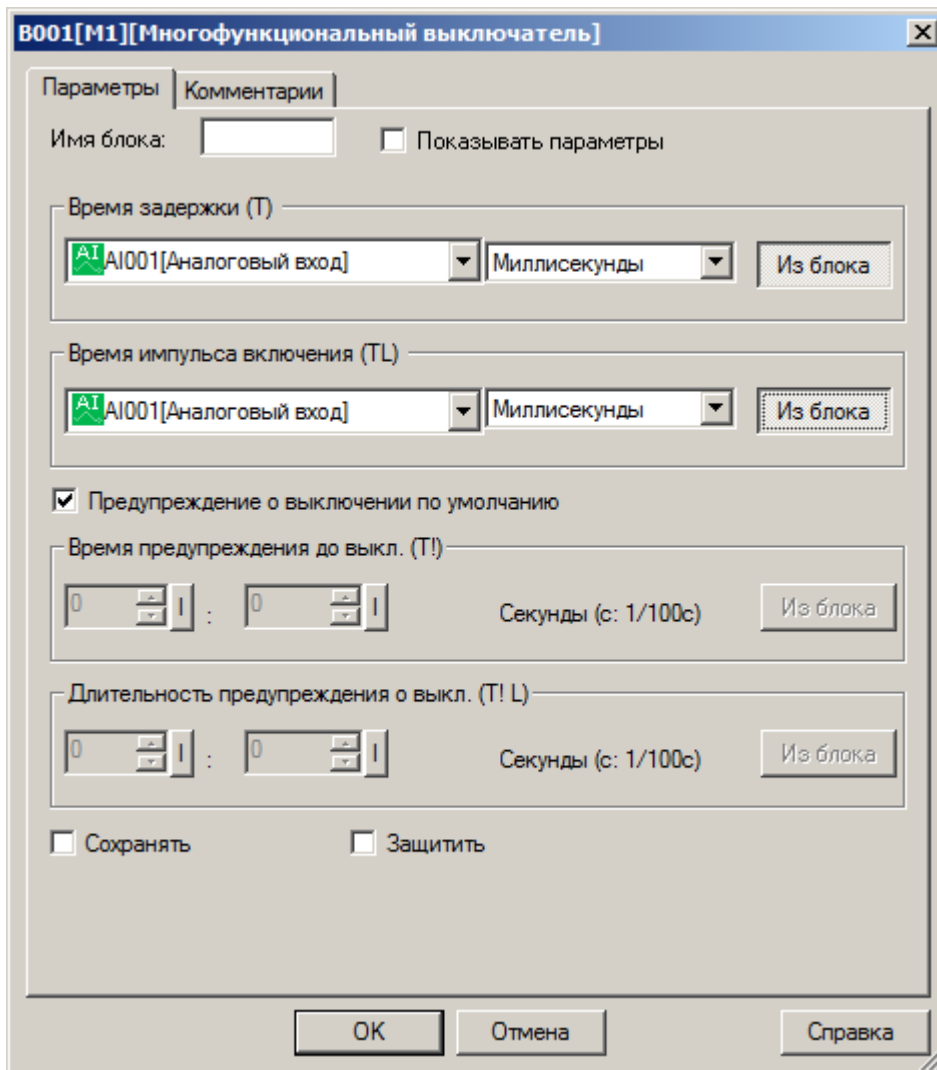 B001[M1][Многофункциональный выключатель]
Параметры Комментарии
Имя блока: Показывать параметры
Время задержки (T)
AI AI001[Аналоговый вход] Миллисекунды Из блока
Время импульса включения (TL)
AI AI001[Аналоговый вход] Миллисекунды Из блока
Предупреждение о выключении по умолчанию
Время предупреждения до выкл. (T!)
0 I : 0 I Секунды (с: 1/100с) Из блока
Длительность предупреждения о выкл. (T! L)
0 I : 0 I Секунды (с: 1/100с) Из блока
Сохранять Защитить
OK Отмена Справка